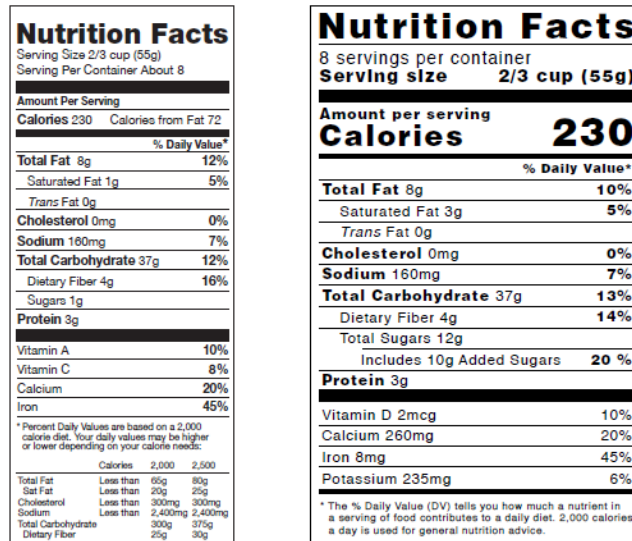 Nutrition Facts
Serving Size 2/3 cup (55g)
Serving Per Container About 8
Amount Per Serving
Calories 230 Calories from Fat 72
% Daily Value*
Total Fat 8g 12%
Saturated Fat 1g 5%
Trans Fat 0g
Cholesterol 0mg 0%
Sodium 160mg 7%
Total Carbohydrate 37g 12%
Dietary Fiber 4g 16%
Sugars 1g
Protein 3g
Vitamin A 10%
Vitamin C 8%
Calcium 20%
Iron 45%
* Percent Daily Values are based on a 2,000
calorie diet. Your daily values may be higher
or lower depending on your calorie needs:
Calories 2,000 2,500
Total Fat Less than 65g 80g
Sat Fat Less than 20g 25g
Cholesterol Less than 300mg 300mg
Sodium Less than 2,400mg 2,400mg
Total Carbohydrate 300g 375g
Dietary Fiber 25g 30g
Nutrition Facts
8 servings per container
Serving size 2/3 cup (55g)
Amount per serving
Calories 230
% Daily Value*
Total Fat 8g 10%
Saturated Fat 3g 5%
Trans Fat 0g
Cholesterol 0mg 0%
Sodium 160mg 7%
Total Carbohydrate 37g 13%
Dietary Fiber 4g 14%
Total Sugars 12g
Includes 10g Added Sugars 20 %
Protein 3g
Vitamin D 2mcg 10%
Calcium 260mg 20%
Iron 8mg 45%
Potassium 235mg 6%
* The % Daily Value (DV) tells you how much a nutrient in
a serving of food contributes to a daily diet. 2,000 calories
a day is used for general nutrition advice.